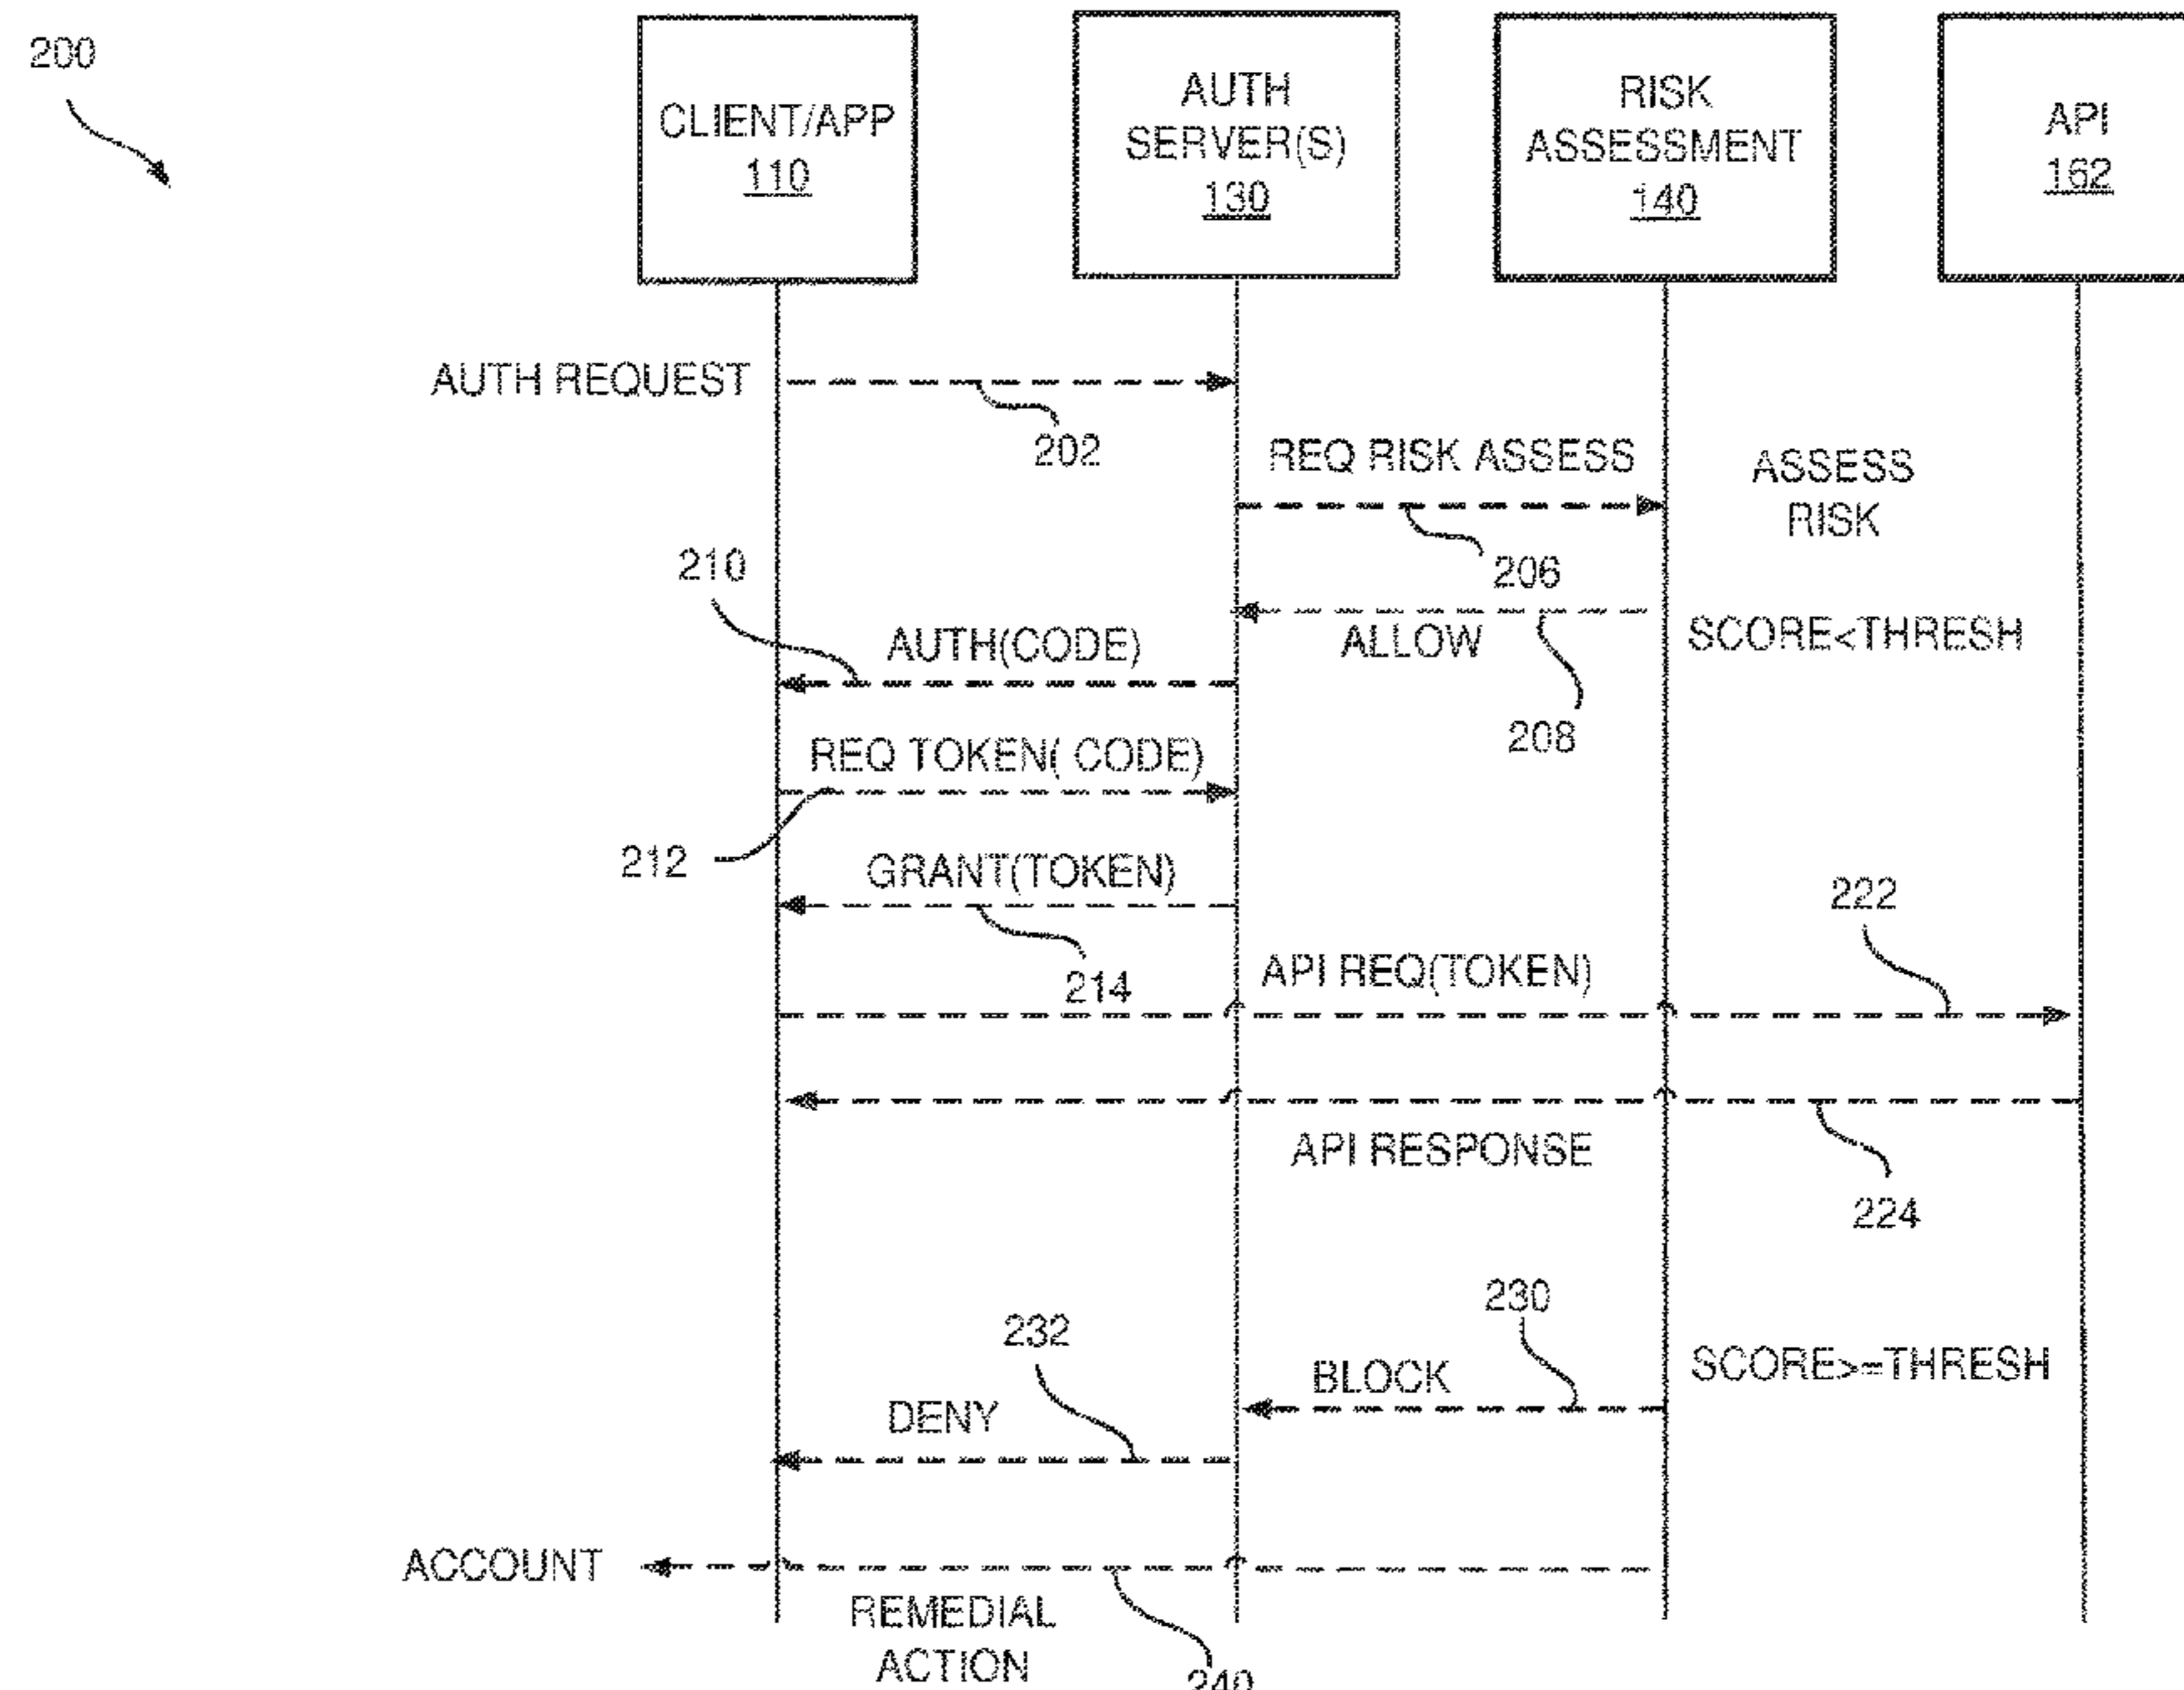 200
CLIENT/APP
110
AUTH
SERVER(S)
130
RISK
ASSESSMENT
140
API
162
AUTH REQUEST
202
REQ RISK ASSESS
ASSESS
RISK
206
210
ALLOW
SCORE<THRESH
AUTH(CODE)
208
REQ TOKEN( CODE)
212
GRANT(TOKEN)
214
API REQ(TOKEN)
222
API RESPONSE
224
230
232
BLOCK
SCORE>=THRESH
DENY
ACCOUNT
REMEDIAL
ACTION
240